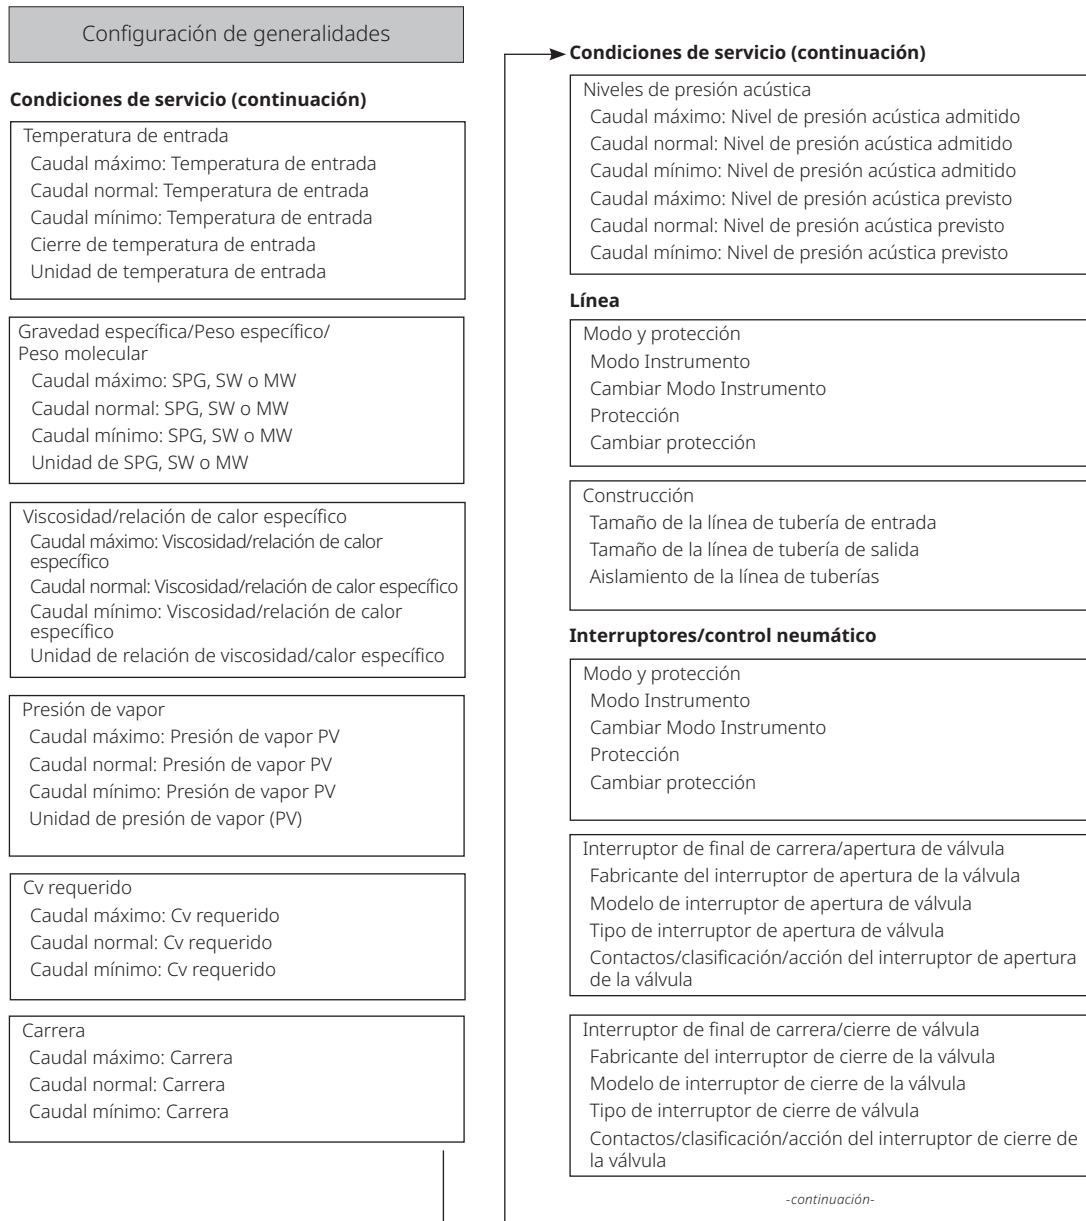 Configuración de generalidades
Condiciones de servicio (continuación)
Temperatura de entrada
Caudal máximo: Temperatura de entrada
Caudal normal: Temperatura de entrada
Caudal mínimo: Temperatura de entrada
Cierre de temperatura de entrada
Unidad de temperatura de entrada
Gravedad específica/Peso específico/
Peso molecular
Caudal máximo: SPG, SW o MW
Caudal normal: SPG, SW o MW
Caudal mínimo: SPG, SW o MW
Unidad de SPG, SW o MW
Viscosidad/relación de calor específico
Caudal máximo: Viscosidad/relación de calor
específico
Caudal normal: Viscosidad/relación de calor específico
Caudal mínimo: Viscosidad/relación de calor
específico
Unidad de relación de viscosidad/calor específico
Presión de vapor
Caudal máximo: Presión de vapor PV
Caudal normal: Presión de vapor PV
Caudal mínimo: Presión de vapor PV
Unidad de presión de vapor (PV)
Cv requerido
Caudal máximo: Cv requerido
Caudal normal: Cv requerido
Caudal mínimo: Cv requerido
Carrera
Caudal máximo: Carrera
Caudal normal: Carrera
Caudal mínimo: Carrera
Condiciones de servicio (continuación)
Niveles de presión acústica
Caudal máximo: Nivel de presión acústica admitido
Caudal normal: Nivel de presión acústica admitido
Caudal mínimo: Nivel de presión acústica admitido
Caudal máximo: Nivel de presión acústica previsto
Caudal normal: Nivel de presión acústica previsto
Caudal mínimo: Nivel de presión acústica previsto
Línea
Modo y protección
Modo Instrumento
Cambiar Modo Instrumento
Protección
Cambiar protección
Construcción
Tamaño de la línea de tubería de entrada
Tamaño de la línea de tubería de salida
Aislamiento de la línea de tuberías
Interruptores/control neumático
Modo y protección
Modo Instrumento
Cambiar Modo Instrumento
Protección
Cambiar protección
Interruptor de final de carrera/apertura de válvula
Fabricante del interruptor de apertura de la válvula
Modelo de interruptor de apertura de válvula
Tipo de interruptor de apertura de válvula
Contactos/clasificación/acción del interruptor de apertura
de la válvula
Interruptor de final de carrera/cierre de válvula
Fabricante del interruptor de cierre de la válvula
Modelo de interruptor de cierre de la válvula
Tipo de interruptor de cierre de válvula
Contactos/clasificación/acción del interruptor de cierre de
la válvula
-continuación-